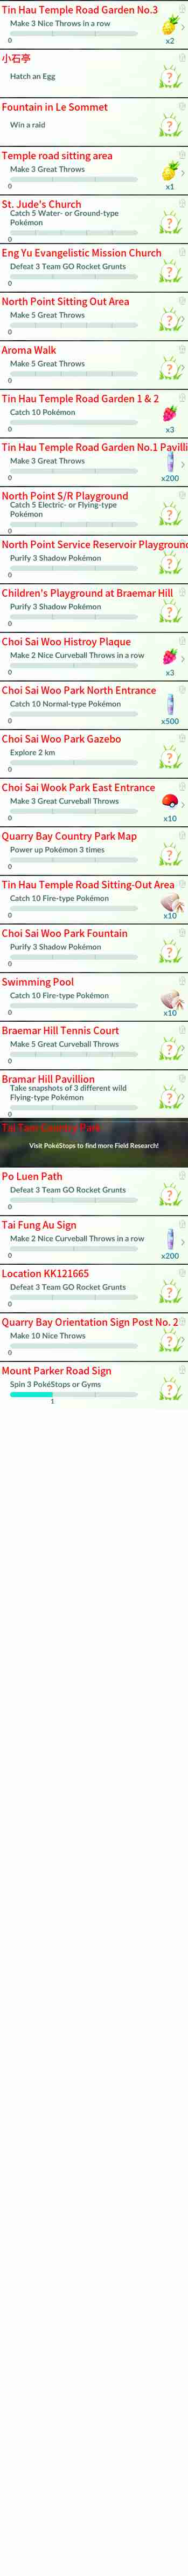 Tin Hau Temple Road Garden No.3
Make 3 Nice Throws in a row
0
x2
小石亭
Hatch an Egg
?
Fountain in Le Sommet
Win a raid
?
Temple road sitting area
Make 3 Great Throws
0
x1
St. Jude's Church
Catch 5 Water- or Ground-type
Pokémon
?
0
Eng Yu Evangelistic Mission Church
Defeat 3 Team GO Rocket Grunts
?
0
North Point Sitting Out Area
Make 5 Great Throws
?
0
Aroma Walk
Make 5 Great Throws
?
0
Tin Hau Temple Road Garden 1 & 2
Catch 10 Pokémon
0
x3
Tin Hau Temple Road Garden No.1 Pavilli
Make 3 Great Throws
0
x200
North Point S/R Playground
Catch 5 Electric- or Flying-type
Pokémon
?
0
North Point Service Reservoir Playground
Purify 3 Shadow Pokémon
?
0
Children's Playground at Braemar Hill
Purify 3 Shadow Pokémon
?
0
Choi Sai Woo Histroy Plaque
Make 2 Nice Curveball Throws in a row
0
x3
Choi Sai Woo Park North Entrance
Catch 10 Normal-type Pokémon
0
x500
Choi Sai Woo Park Gazebo
Explore 2 km
?
0
Choi Sai Wook Park East Entrance
Make 3 Great Curveball Throws
0
x10
Quarry Bay Country Park Map
Power up Pokémon 3 times
?
0
Tin Hau Temple Road Sitting-Out Area
Catch 10 Fire-type Pokémon
0
x10
Choi Sai Woo Park Fountain
Purify 3 Shadow Pokémon
?
0
Swimming Pool
Catch 10 Fire-type Pokémon
0
x10
Braemar Hill Tennis Court
Make 5 Great Curveball Throws
?
0
Bramar Hill Pavillion
Take snapshots of 3 different wild
Flying-type Pokémon
?
0
Tai Tam Country Park
Visit PokéStops to find more Field Research!
Po Luen Path
Defeat 3 Team GO Rocket Grunts
?
0
Tai Fung Au Sign
Make 2 Nice Curveball Throws in a row
0
x200
Location KK121665
Defeat 3 Team GO Rocket Grunts
?
0
Quarry Bay Orientation Sign Post No. 2
Make 10 Nice Throws
?
0
Mount Parker Road Sign
Spin 3 PokéStops or Gyms
?
1